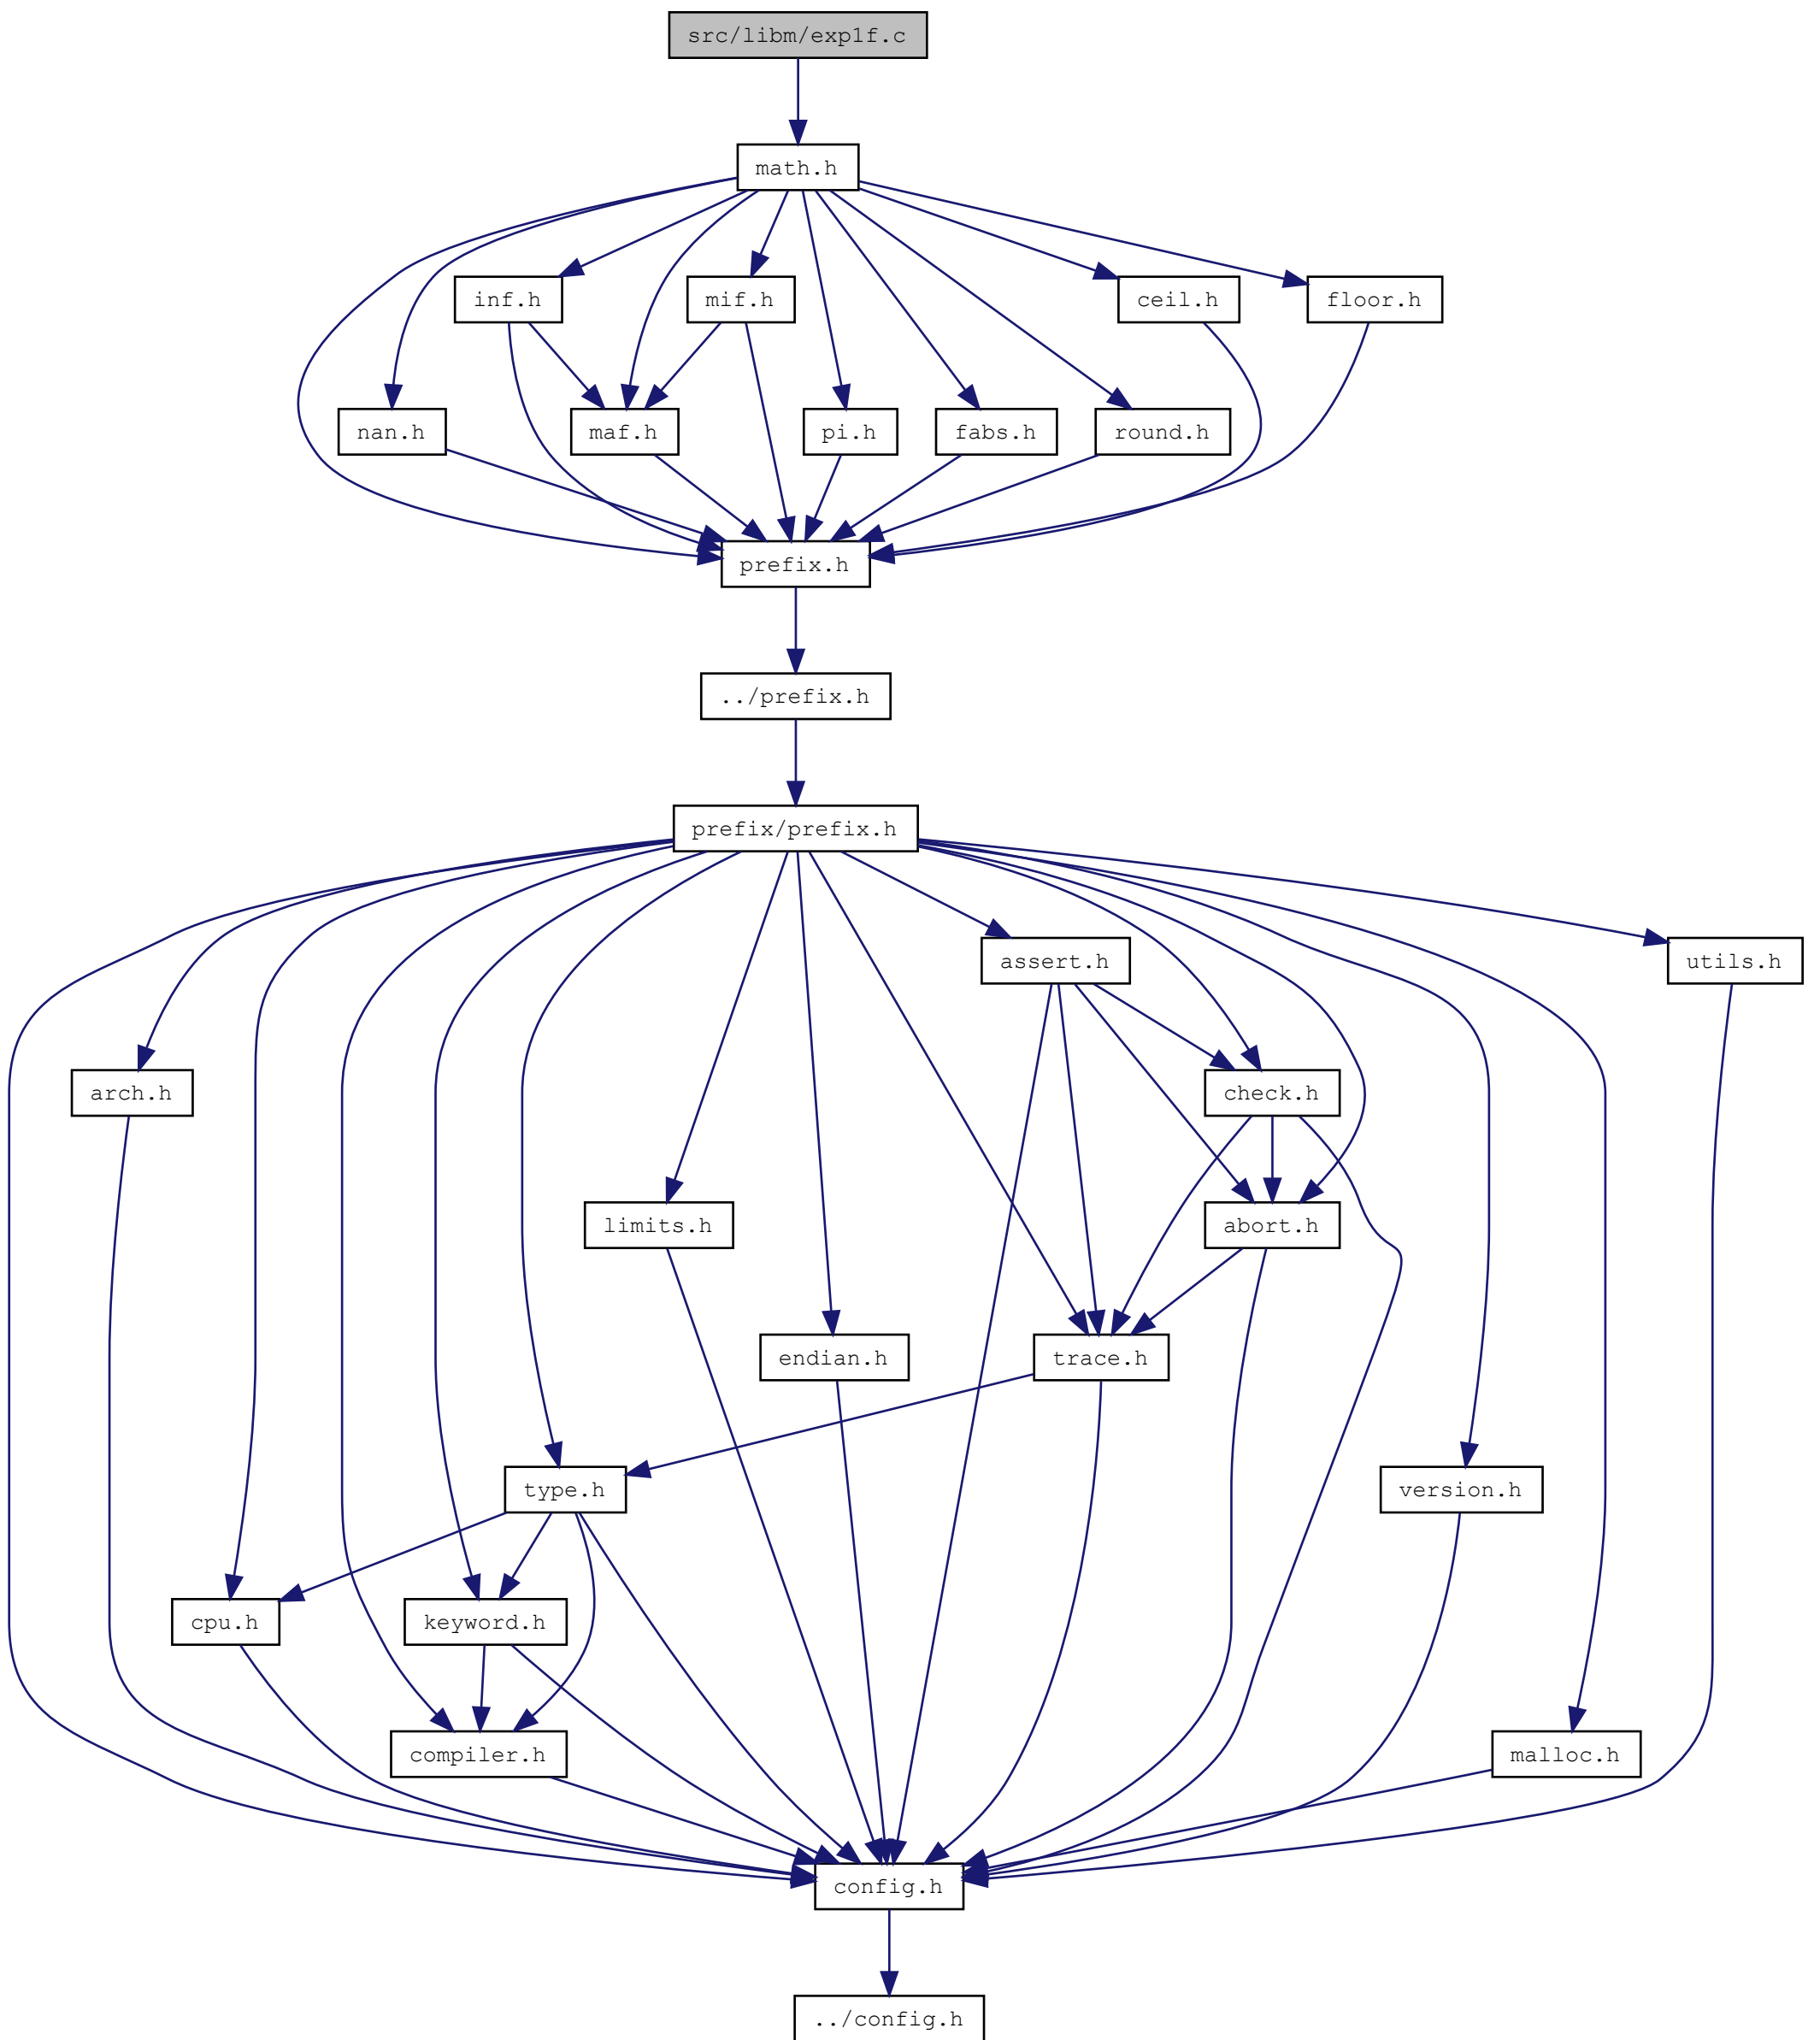 src/libm/exp1f.c
math.h
inf.h
mif.h
ceil.h
floor.h
nan.h
maf.h
pi.h
fabs.h
round.h
prefix.h
../prefix.h
prefix/prefix.h
assert.h
utils.h
arch.h
check.h
limits.h
abort.h
endian.h
trace.h
type.h
version.h
cpu.h
keyword.h
compiler.h
malloc.h
config.h
../config.h